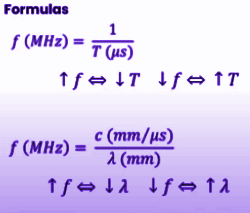 Formulas
f (MHz) = 1 / T (μs)
↑ f ⇔ ↓ T ↓ f ⇔ ↑ T
f (MHz) = c (mm/μs) / λ (mm)
↑ f ⇔ ↓ λ ↓ f ⇔ ↑ λ